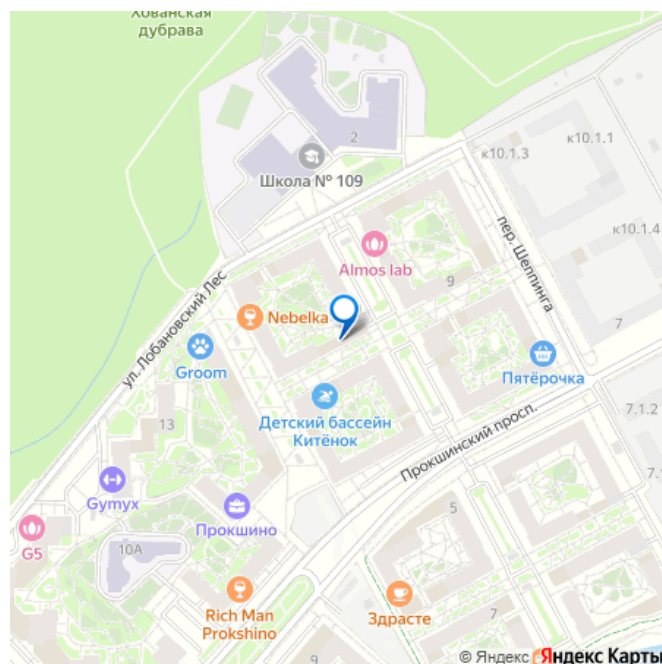 Хованская
дубрава
2
Школа № 109
к10.1.1
к10.1.3
к10.1.4
пер. Шеппинга
Almos lab
9
ул. Лобановский Лес
Nebelka
7
Groom
Пятёрочка
Детский бассейн
Китёнок
13
Прокшинский просп.
7.1.2
7.1
Gymyx
Прокшино
5
G5
10А
Rich Man
Prokshino
Здрасте
7
9
© Яндекс Яндекс Карты